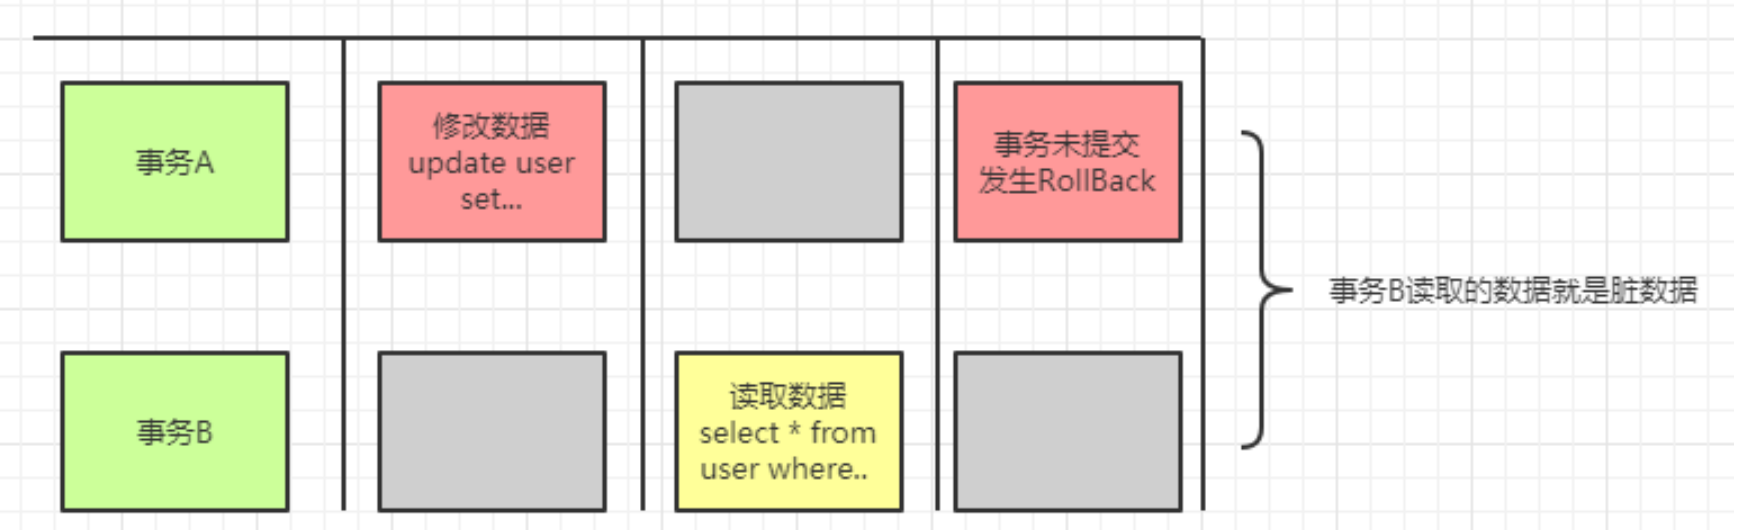 事务A
修改数据
update user
set...
事务未提交
发生RollBack
事务B读取的数据就是脏数据
事务B
读取数据
select * from
user where..